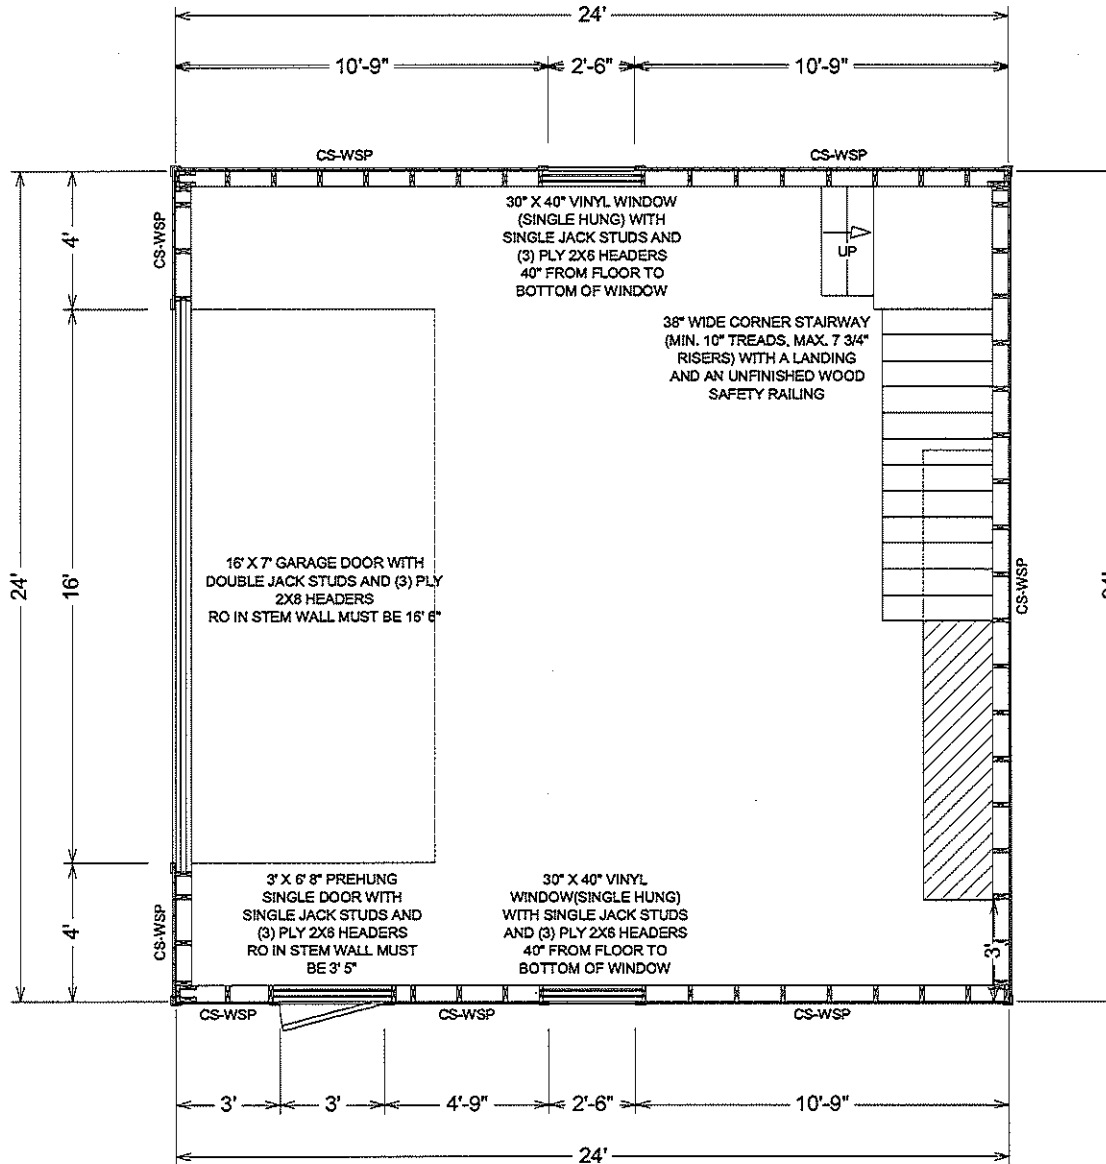 24'
10'-9"
2'-6"
10'-9"
CS-WSP
CS-WSP
30" X 40" VINYL WINDOW
(SINGLE HUNG) WITH
SINGLE JACK STUDS AND
(3) PLY 2X6 HEADERS
40" FROM FLOOR TO
BOTTOM OF WINDOW
UP
4'
CS-WSP
38" WIDE CORNER STAIRWAY
(MIN. 10" TREADS, MAX. 7 3/4"
RISERS) WITH A LANDING
AND AN UNFINISHED WOOD
SAFETY RAILING
24'
16'
16' X 7' GARAGE DOOR WITH
DOUBLE JACK STUDS AND (3) PLY
2X8 HEADERS
RO IN STEM WALL MUST BE 16' 6"
CS-WSP
4'
CS-WSP
3' X 6' 8" PREHUNG
SINGLE DOOR WITH
SINGLE JACK STUDS AND
(3) PLY 2X6 HEADERS
RO IN STEM WALL MUST
BE 3' 5"
30" X 40" VINYL
WINDOW(SINGLE HUNG)
WITH SINGLE JACK STUDS
AND (3) PLY 2X6 HEADERS
40" FROM FLOOR TO
BOTTOM OF WINDOW
3'
CS-WSP
CS-WSP
CS-WSP
3'
3'
4'-9"
2'-6"
10'-9"
24'